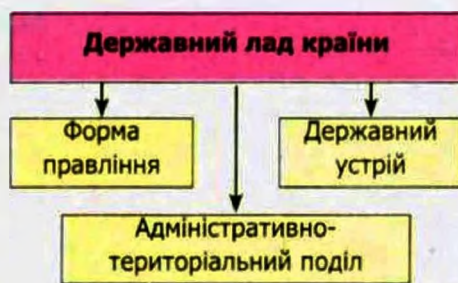 Державний лад країни
Форма
правління
Державний
устрій
Адміністративно-
територіальний поділ